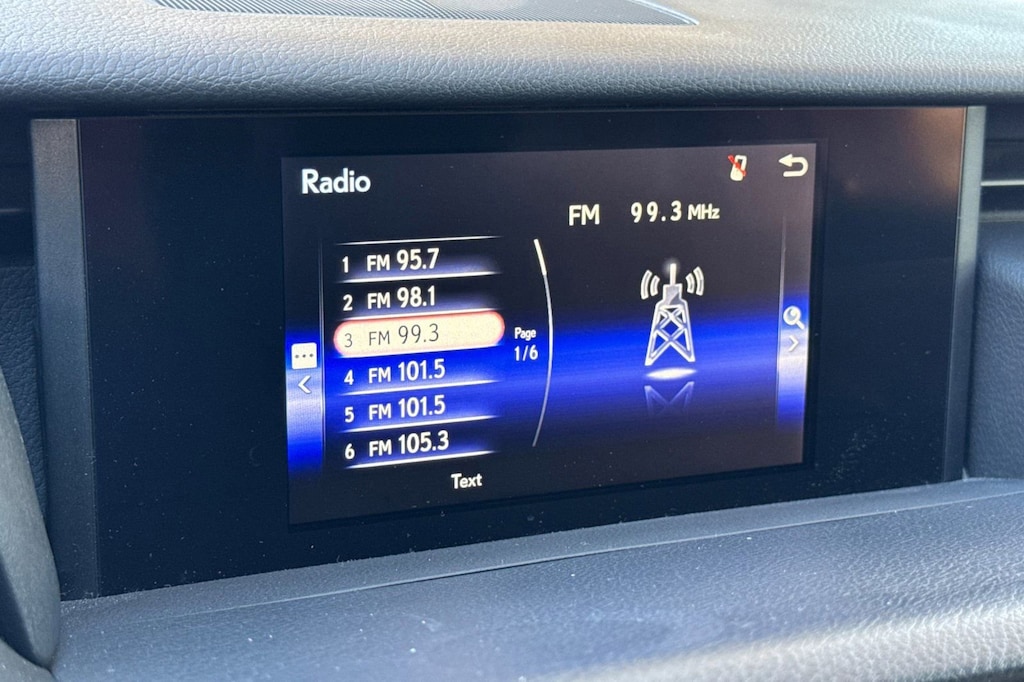 Radio
FM 99.3 MHz
1 FM 95.7
2 FM 98.1
3 FM 99.3
4 FM 101.5
5 FM 101.5
6 FM 105.3
Page
1/6
Text